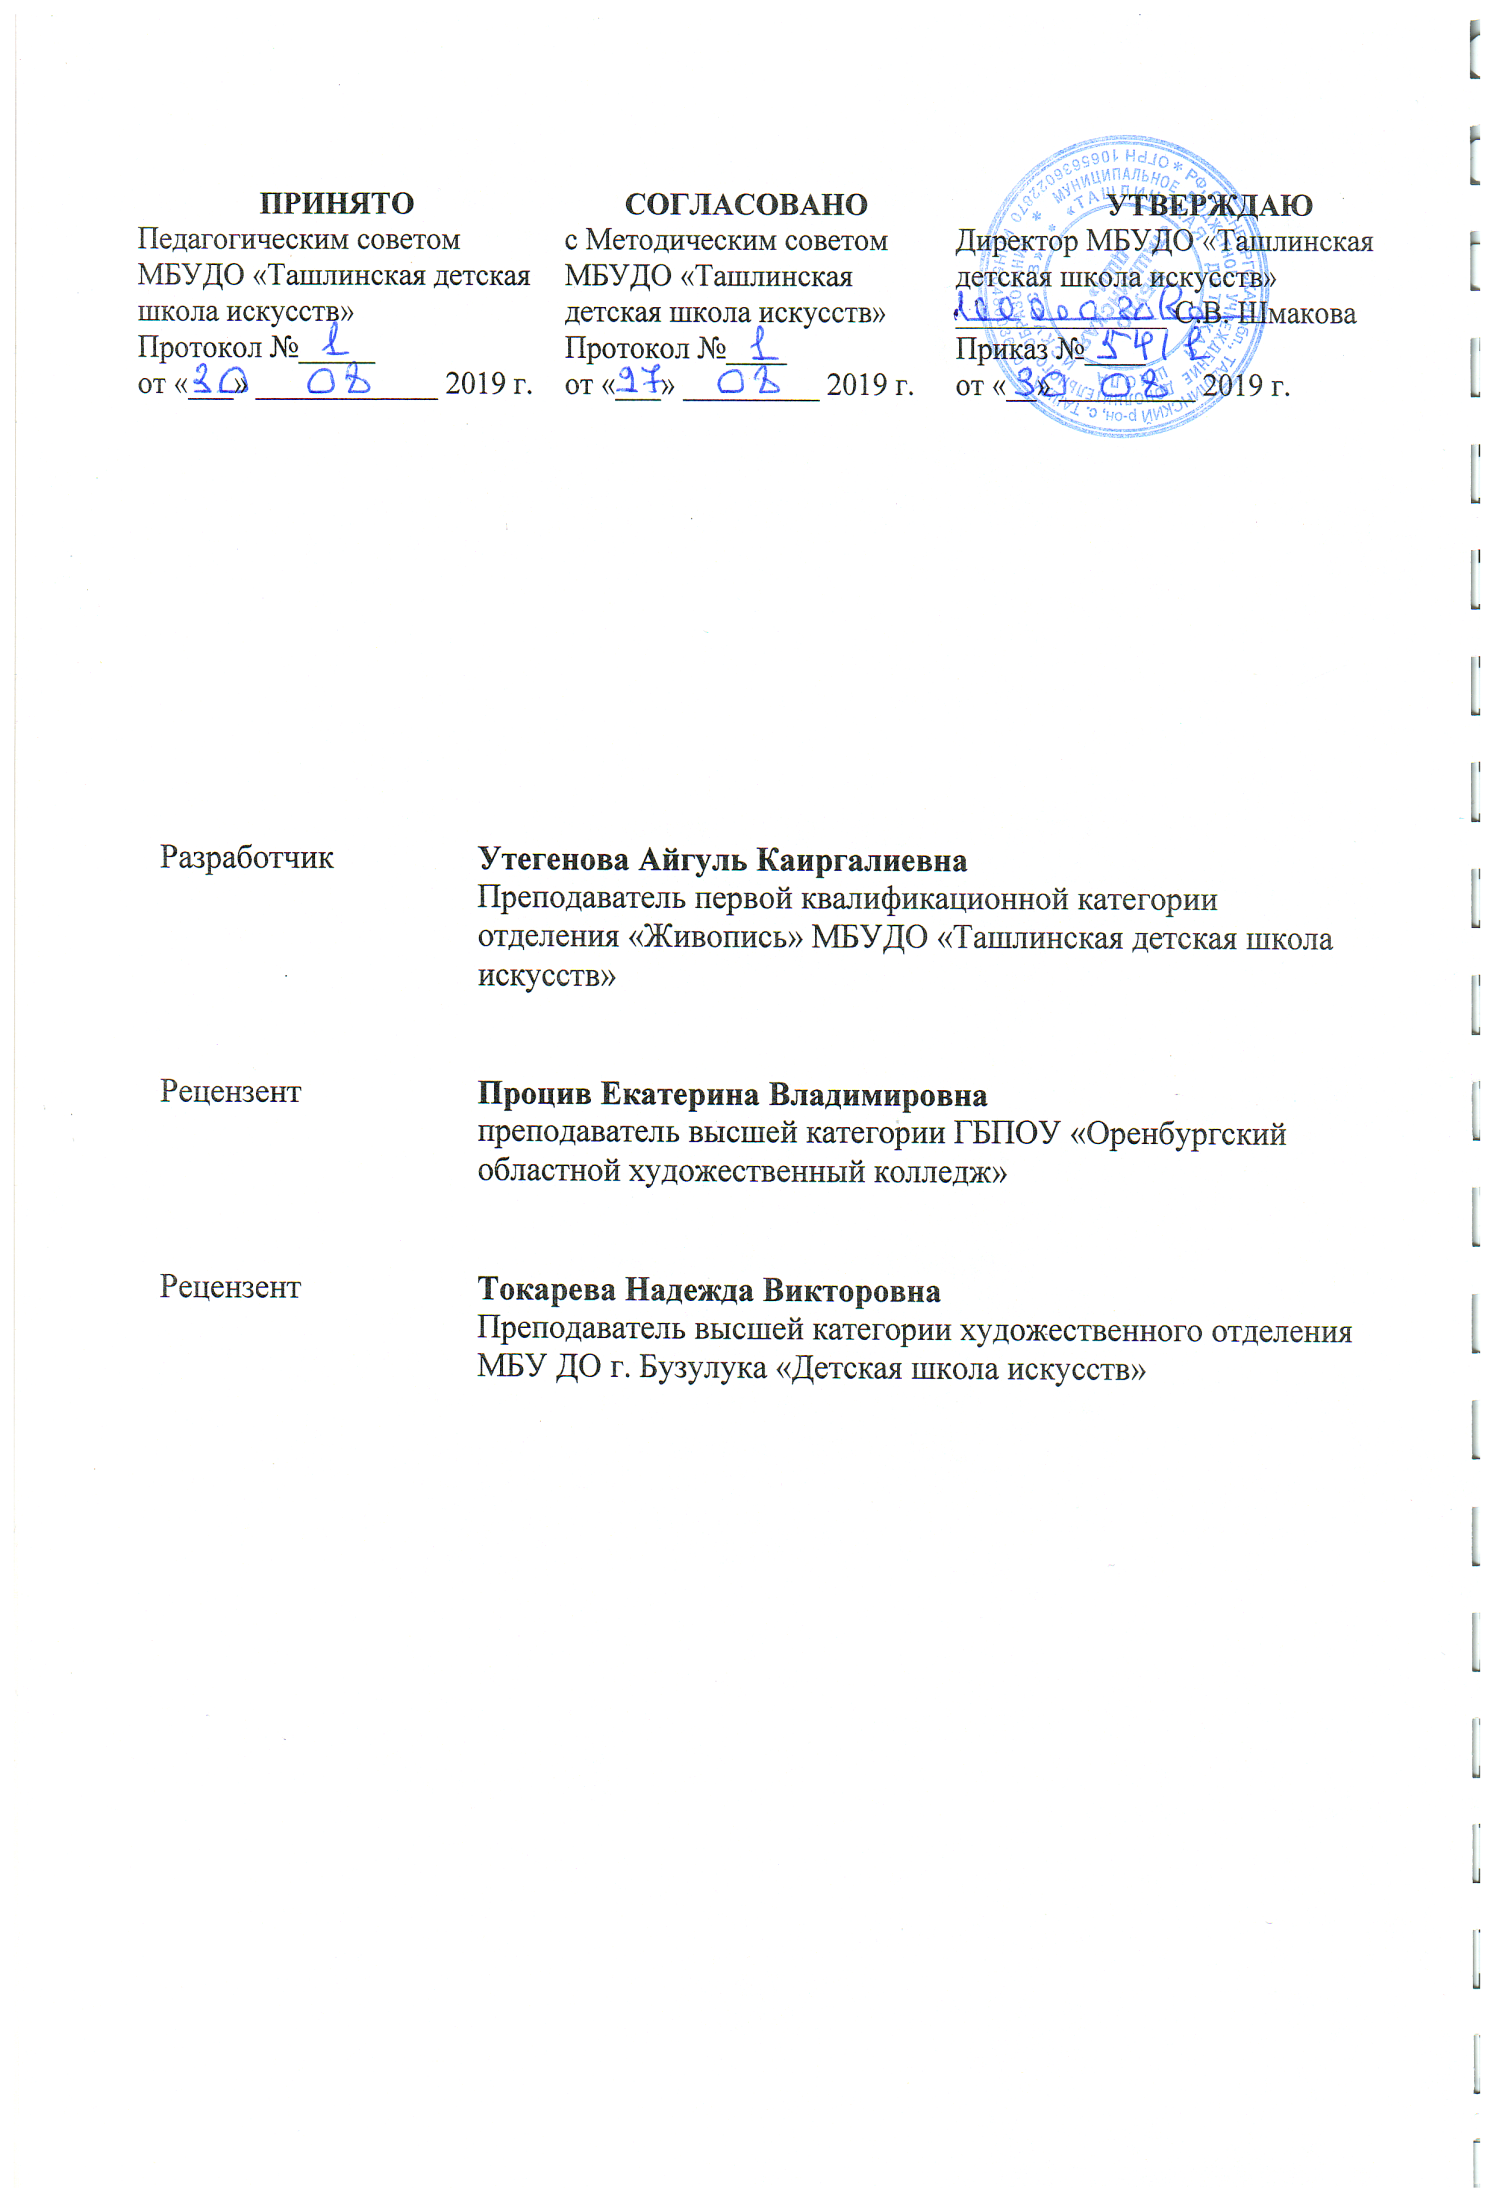 ПРИНЯТО
Педагогическим советом
МБУДО «Ташлинская детская
школа искусств»
Протокол № 1
от «30» 08 2019 г.
СОГЛАСОВАНО
с Методическим советом
МБУДО «Ташлинская
детская школа искусств»
Протокол № 1
от «27» 08 2019 г.
УТВЕРЖДАЮ
Директор МБУДО «Ташлинская
детская школа искусств»
С.В. Шмакова
Приказ №
от «30» 08 2019 г.
Разработчик
Утегенова Айгуль Каиргалиевна
Преподаватель первой квалификационной категории
отделения «Живопись» МБУДО «Ташлинская детская школа
искусств»
Рецензент
Процив Екатерина Владимировна
преподаватель высшей категории ГБПОУ «Оренбургский
областной художественный колледж»
Рецензент
Токарева Надежда Викторовна
Преподаватель высшей категории художественного отделения
МБУ ДО г. Бузулука «Детская школа искусств»